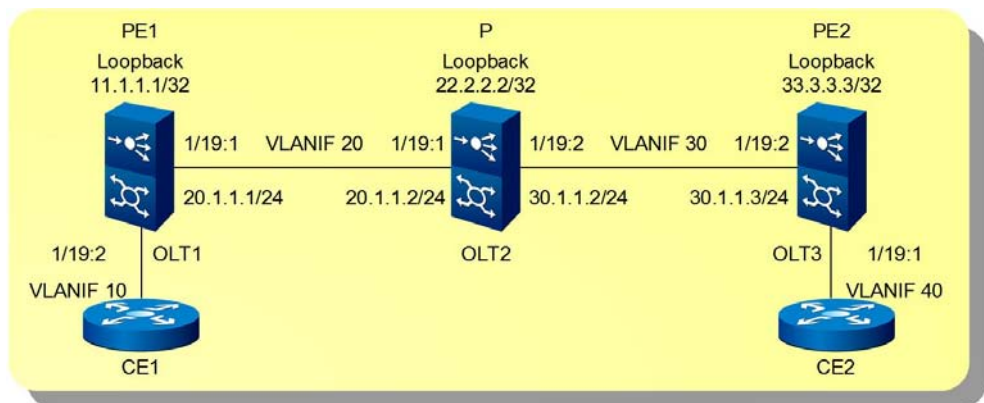 PE1 P PE2
Loopback Loopback Loopback
11.1.1.1/32 22.2.2.2/32 33.3.3.3/32
1/19:1 VLANIF 20 1/19:1 1/19:2 VLANIF 30 1/19:2
20.1.1.1/24 20.1.1.2/24 30.1.1.2/24 30.1.1.3/24
1/19:2 OLT1 OLT2 OLT3 1/19:1
VLANIF 10 VLANIF 40
CE1 CE2